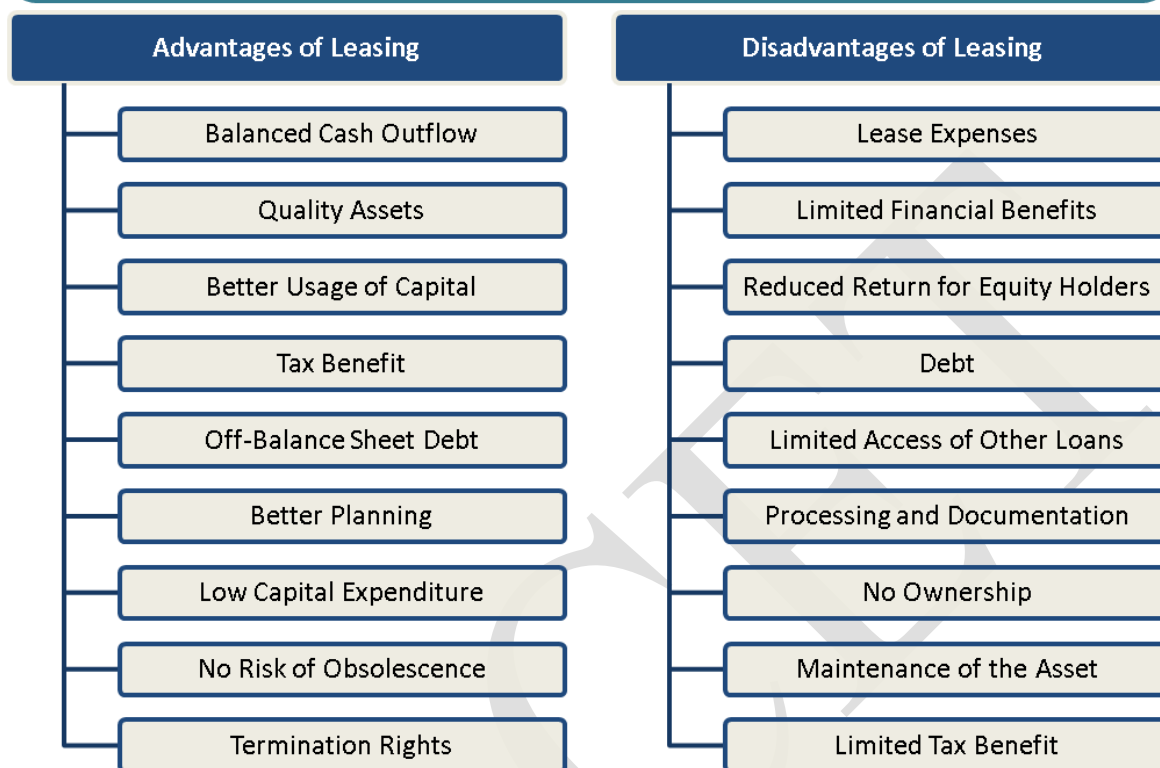 Advantages of Leasing
Balanced Cash Outflow
Quality Assets
Better Usage of Capital
Tax Benefit
Off-Balance Sheet Debt
Better Planning
Low Capital Expenditure
No Risk of Obsolescence
Termination Rights
Disadvantages of Leasing
Lease Expenses
Limited Financial Benefits
Reduced Return for Equity Holders
Debt
Limited Access of Other Loans
Processing and Documentation
No Ownership
Maintenance of the Asset
Limited Tax Benefit